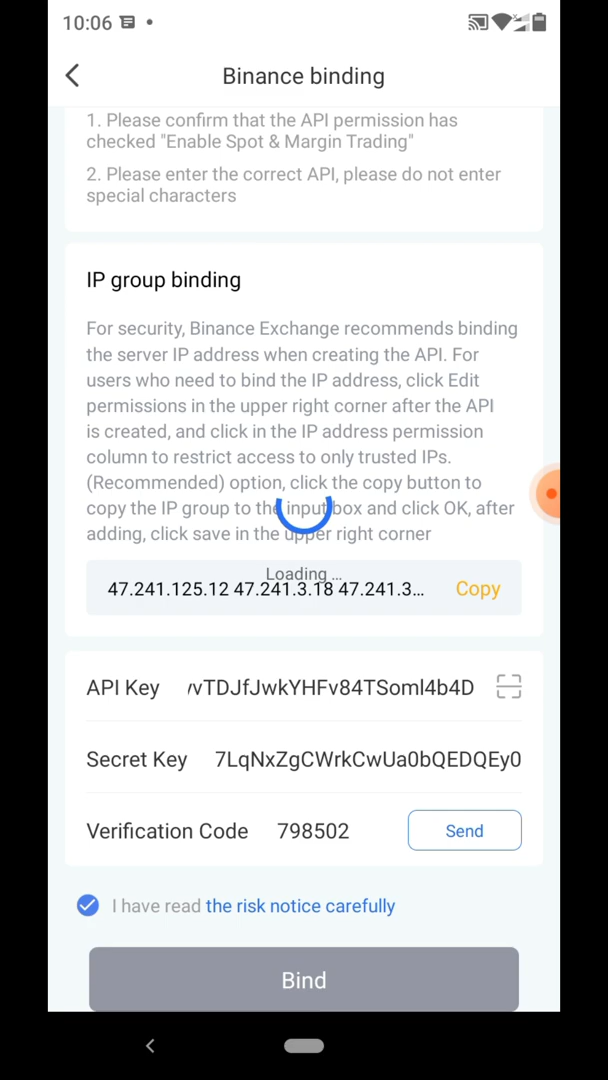 10:06
Binance binding
1. Please confirm that the API permission has
checked "Enable Spot & Margin Trading"
2. Please enter the correct API, please do not enter
special characters
IP group binding
For security, Binance Exchange recommends binding
the server IP address when creating the API. For
users who need to bind the IP address, click Edit
permissions in the upper right corner after the API
is created, and click in the IP address permission
column to restrict access to only trusted IPs.
(Recommended) option, click the copy button to
copy the IP group to the input box and click OK, after
adding, click save in the upper right corner
Loading ...
47.241.125.12 47.241.3.18 47.241.3... Copy
API Key vTDJfJwkYHFv84TSoml4b4D
Secret Key 7LqNxZgCWrkCwUa0bQEDQEy0
Verification Code 798502 Send
I have read the risk notice carefully
Bind